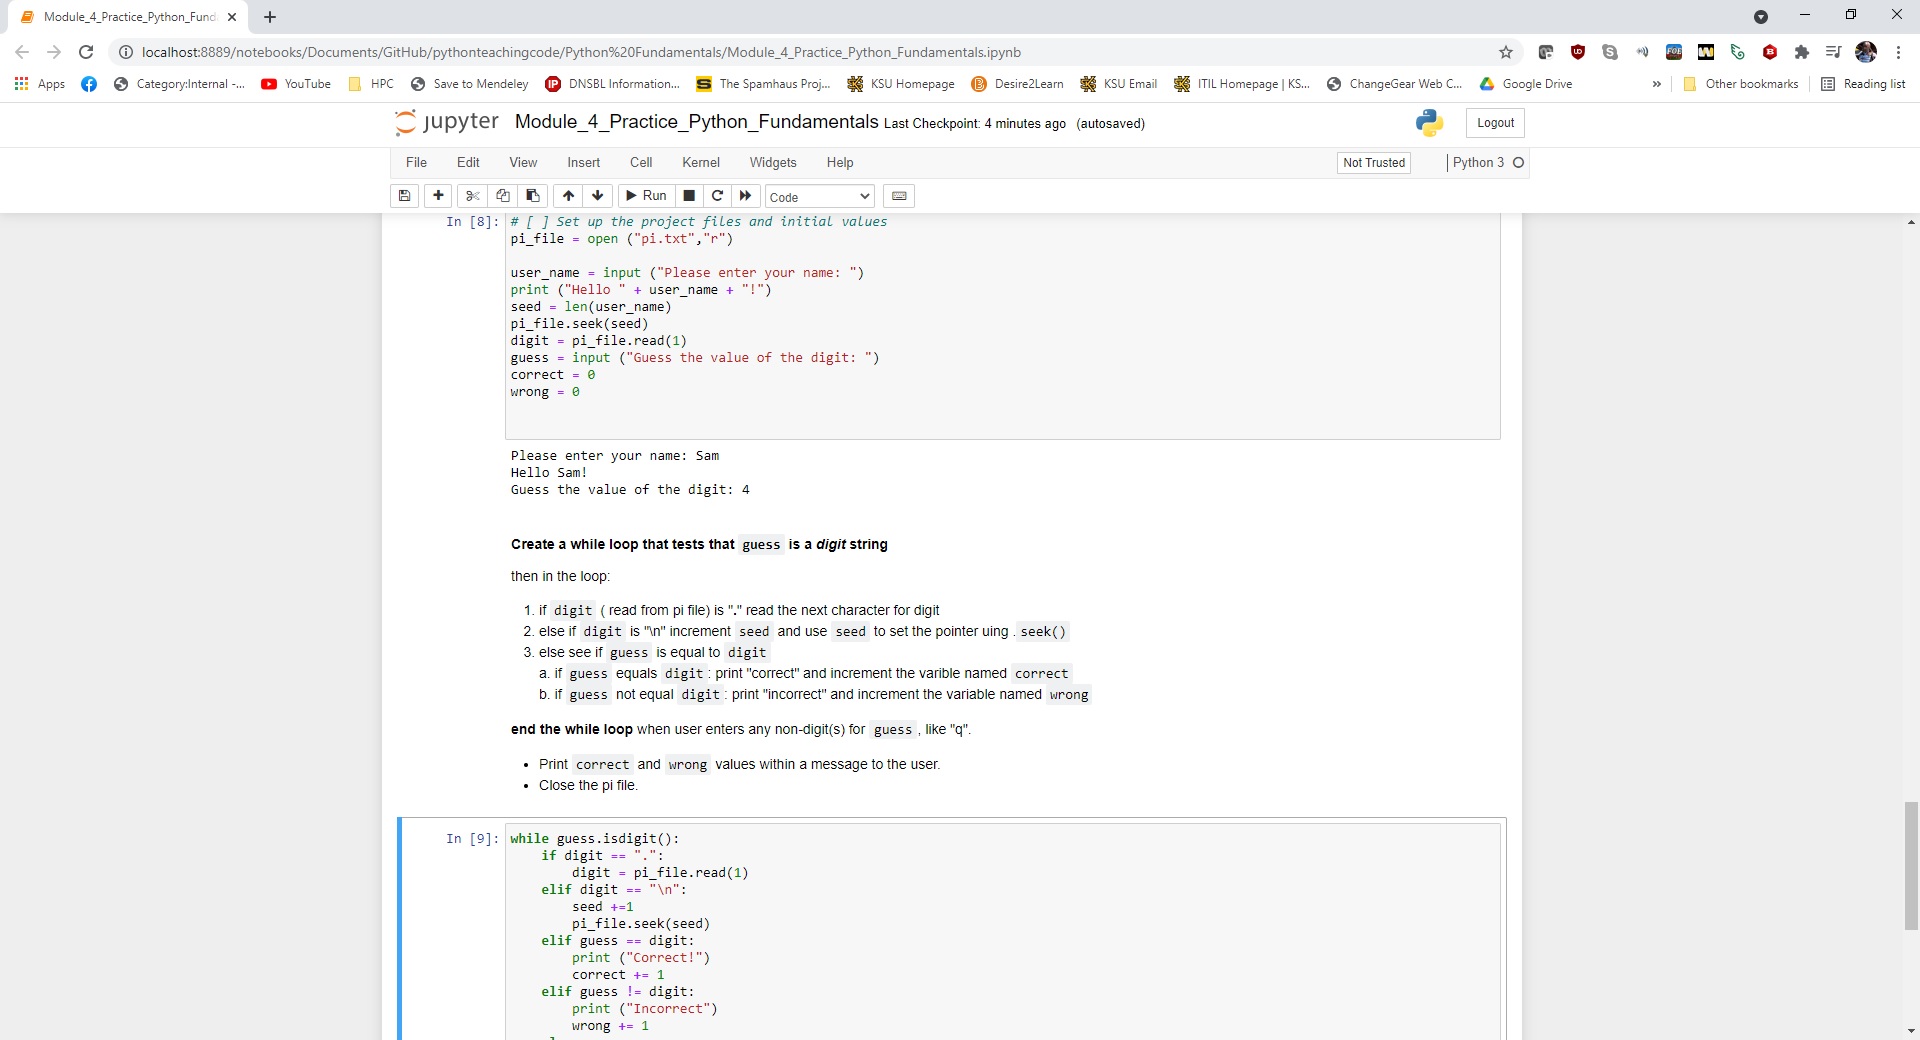 Module_4_Practice_Python_Fund
localhost:8889/notebooks/Documents/GitHub/pythonteachingcode/Python%20Fundamentals/Module_4_Practice_Python_Fundamentals.ipynb
Apps Category:Internal -... YouTube HPC Save to Mendeley DNSBL Information... The Spamhaus Proj... KSU Homepage Desire2Learn KSU Email ITIL Homepage | KS... ChangeGear Web C... Google Drive » Other bookmarks Reading list
jupyter Module_4_Practice_Python_Fundamentals Last Checkpoint: 4 minutes ago (autosaved) Logout
File Edit View Insert Cell Kernel Widgets Help Not Trusted Python 3
Run Code
In [8]: # [ ] Set up the project files and initial values
pi_file = open ("pi.txt","r")
user_name = input ("Please enter your name: ")
print ("Hello " + user_name + "!")
seed = len(user_name)
pi_file.seek(seed)
digit = pi_file.read(1)
guess = input ("Guess the value of the digit: ")
correct = 0
wrong = 0
Please enter your name: Sam
Hello Sam!
Guess the value of the digit: 4
Create a while loop that tests that guess is a digit string
then in the loop:
1. if digit ( read from pi file) is "." read the next character for digit
2. else if digit is "\n" increment seed and use seed to set the pointer uing . seek()
3. else see if guess is equal to digit
a. if guess equals digit : print "correct" and increment the varible named correct
b. if guess not equal digit : print "incorrect" and increment the variable named wrong
end the while loop when user enters any non-digit(s) for guess , like "q".
• Print correct and wrong values within a message to the user.
• Close the pi file.
In [9]: while guess.isdigit():
if digit == ".":
digit = pi_file.read(1)
elif digit == "\n":
seed +=1
pi_file.seek(seed)
elif guess == digit:
print ("Correct!")
correct += 1
elif guess != digit:
print ("Incorrect")
wrong += 1